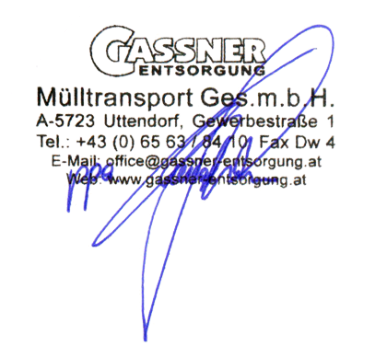 GASSNER
ENTSORGUNG
Mülltransport Ges.m.b.H.
A-5723 Uttendorf, Gewerbestraße 1
Tel.: +43 (0) 65 63 / 84 10, Fax Dw 4
E-Mail: office@gassner-entsorgung.at
Web: www.gassner-entsorgung.at
ppa